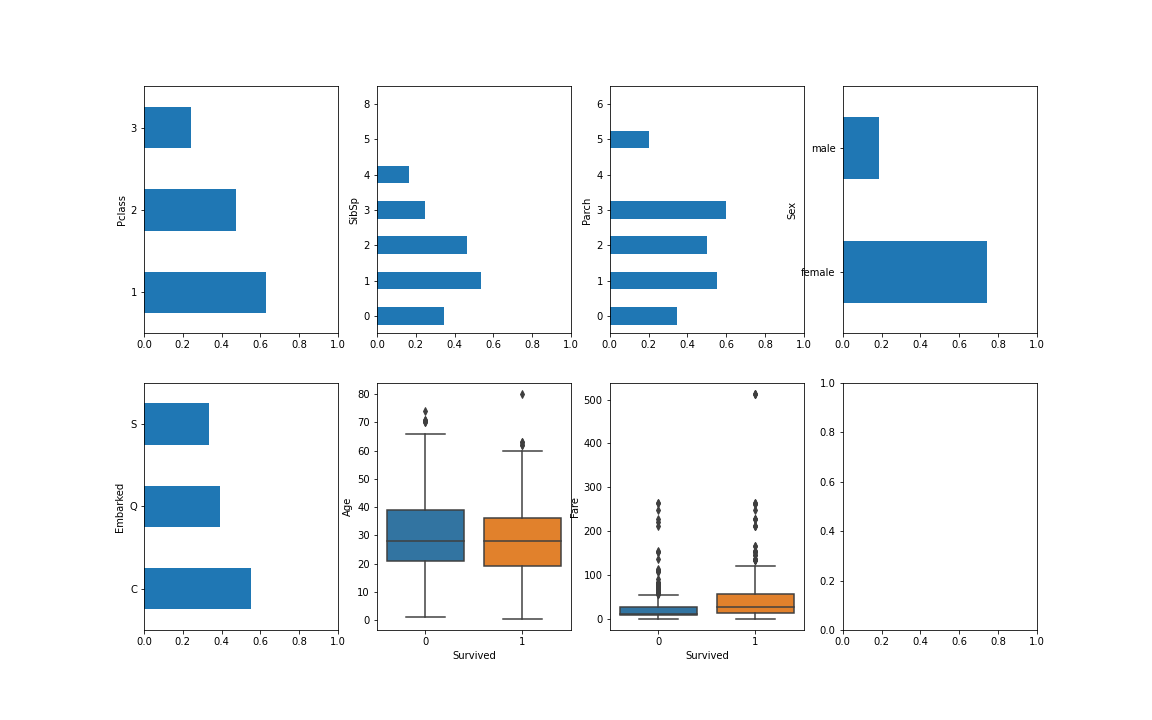 3
2
1
Pclass
0.0 0.2 0.4 0.6 0.8 1.0
8
5
4
3
2
1
0
SibSp
0.0 0.2 0.4 0.6 0.8 1.0
6
5
4
3
2
1
0
Parch
0.0 0.2 0.4 0.6 0.8 1.0
male
female
Sex
0.0 0.2 0.4 0.6 0.8 1.0
S
Q
C
Embarked
0.0 0.2 0.4 0.6 0.8 1.0
80
70
60
50
40
30
20
10
0
Age
0 1
Survived
500
400
300
200
100
0
Fare
0 1
Survived
1.0
0.8
0.6
0.4
0.2
0.0
0.0 0.2 0.4 0.6 0.8 1.0